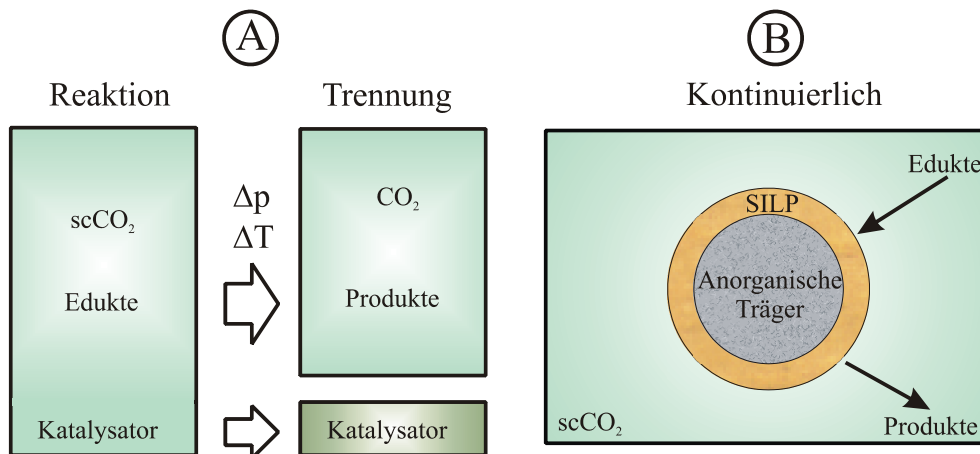 A
B
Reaktion
Trennung
Kontinuierlich
scCO₂
Edukte
Katalysator
Δp
ΔT
CO₂
Produkte
Katalysator
Edukte
SILP
Anorganische
Träger
scCO₂
Produkte